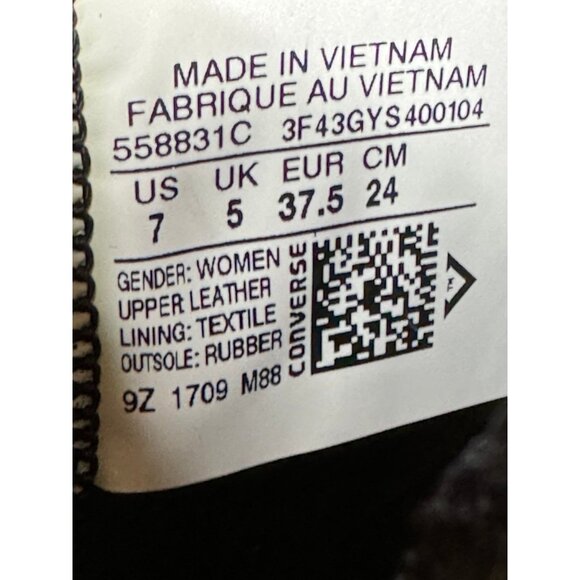 MADE IN VIETNAM
FABRIQUE AU VIETNAM
558831C 3F43GYS400104
US UK EUR CM
7 5 37.5 24
GENDER: WOMEN
UPPER LEATHER
LINING: TEXTILE
OUTSOLE: RUBBER
9Z 1709 M88
CONVERSE
TM